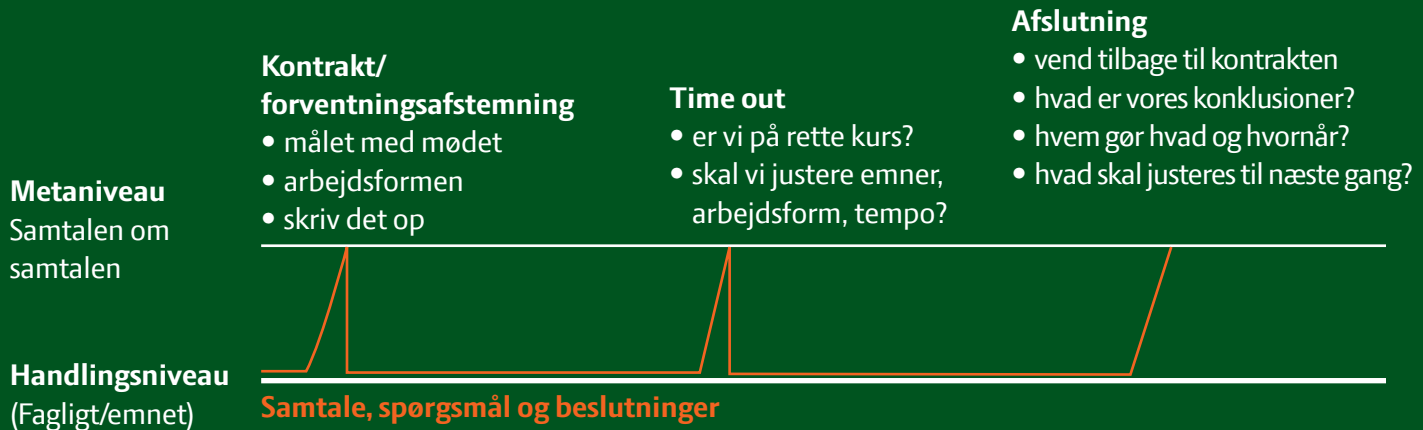 Kontrakt/
forventningsafstemning
• målet med mødet
• arbejdsformen
• skriv det op
Time out
• er vi på rette kurs?
• skal vi justere emner,
arbejdsform, tempo?
Afslutning
• vend tilbage til kontrakten
• hvad er vores konklusioner?
• hvem gør hvad og hvornår?
• hvad skal justeres til næste gang?
Metaniveau
Samtalen om
samtalen
Handlingsniveau
(Fagligt/emnet)
Samtale, spørgsmål og beslutninger